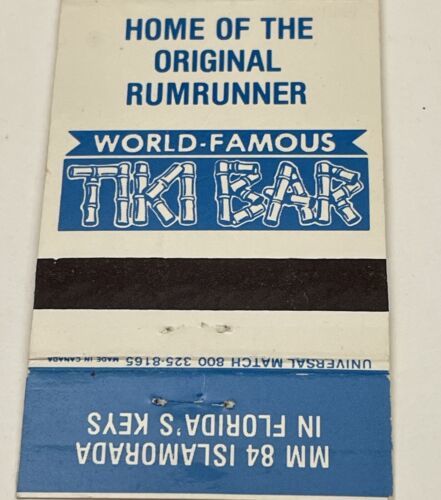 HOME OF THE
ORIGINAL
RUMRUNNER
WORLD-FAMOUS
TIKI BAR
UNIVERSAL MATCH 800 325-8165 MADE IN CANADA
MM 84 ISLAMORADA
IN FLORIDA'S KEYS